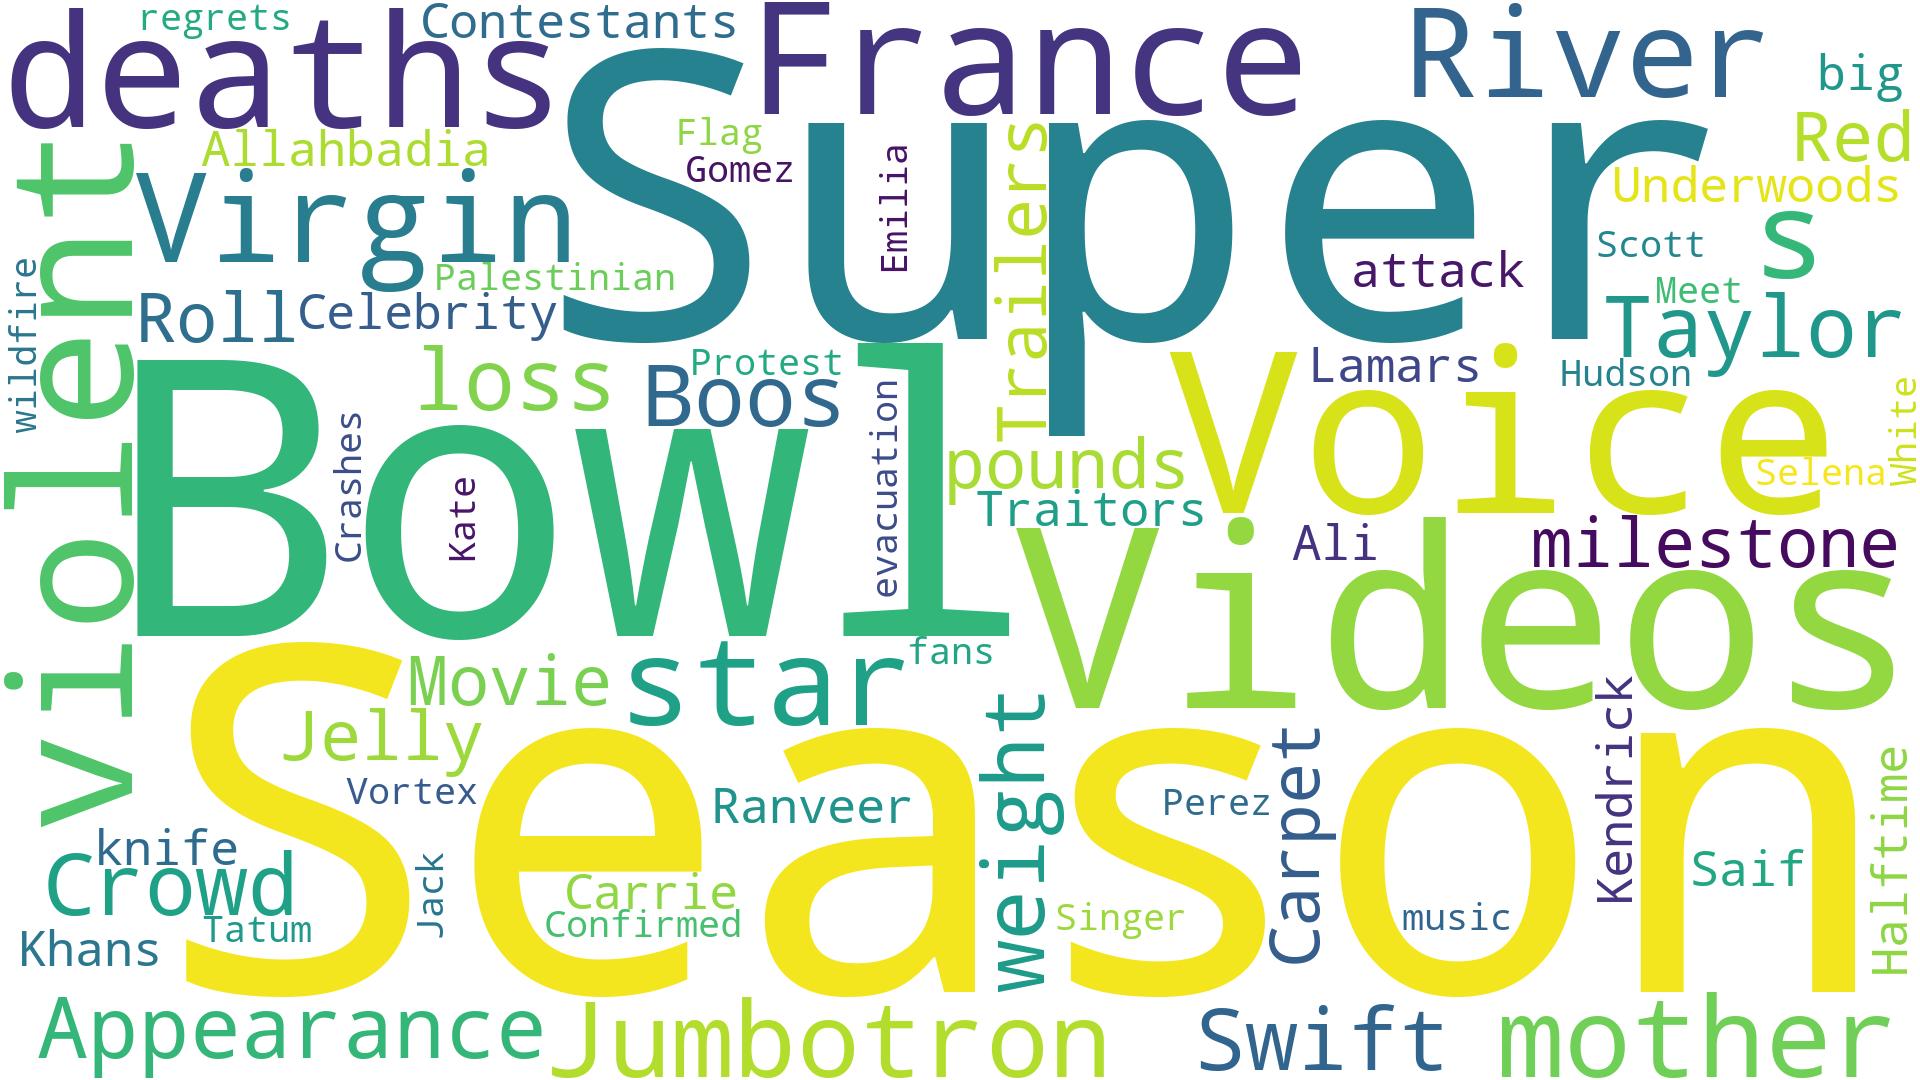 regrets
Contestants
deaths
France
River
big
Super
Red
Allahbadia
Flag
Gomez
Emilia
Trailers
Underwoods
violent
Virgin
Palestinian
attack
Scott
s
Meet
wildfire
Roll
Celebrity
Taylor
loss
Protest
Boos
Lamars
Hudson
White
Bowl
Voice
Crashes
Kate
evacuation
pounds
Selena
Traitors
Ali
milestone
Videos
fans
Movie
star
Jelly
Season
Vortex
Ranveer
weight
Perez
Carpet
Kendrick
Halftime
knife
Crowd
Jack
Carrie
Saif
Tatum
Confirmed
Singer
music
Khans
Appearance
Jumbotron
Swift
mother